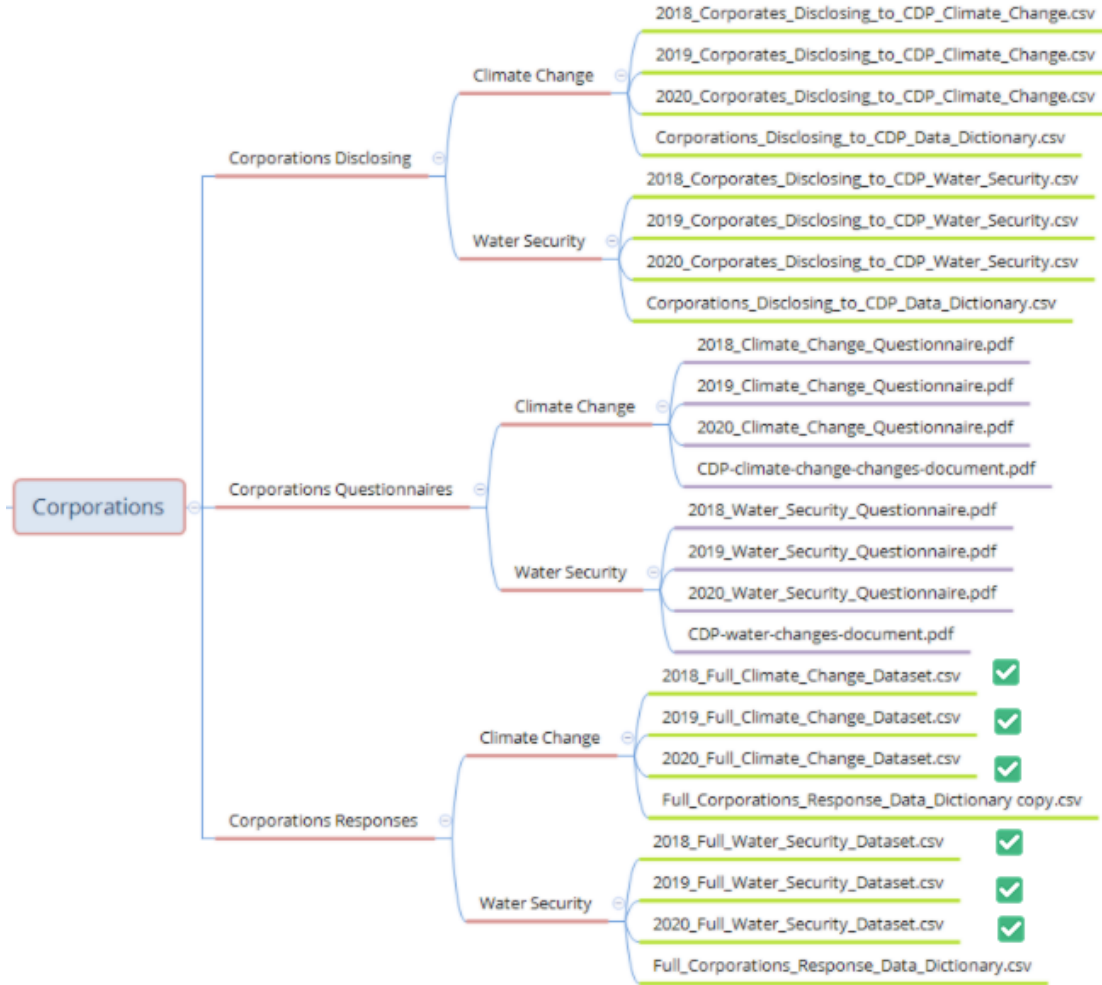 2018_Corporates_Disclosing_to_CDP_Climate_Change.csv
2019_Corporates_Disclosing_to_CDP_Climate_Change.csv
Climate Change
2020_Corporates_Disclosing_to_CDP_Climate_Change.csv
Corporations_Disclosing_to_CDP_Data_Dictionary.csv
Corporations Disclosing
2018_Corporates_Disclosing_to_CDP_Water_Security.csv
2019_Corporates_Disclosing_to_CDP_Water_Security.csv
Water Security
2020_Corporates_Disclosing_to_CDP_Water_Security.csv
Corporations_Disclosing_to_CDP_Data_Dictionary.csv
2018_Climate_Change_Questionnaire.pdf
2019_Climate_Change_Questionnaire.pdf
Climate Change
2020_Climate_Change_Questionnaire.pdf
CDP-climate-change-changes-document.pdf
Corporations Questionnaires
Corporations
2018_Water_Security_Questionnaire.pdf
2019_Water_Security_Questionnaire.pdf
Water Security
2020_Water_Security_Questionnaire.pdf
CDP-water-changes-document.pdf
2018_Full_Climate_Change_Dataset.csv
2019_Full_Climate_Change_Dataset.csv
Climate Change
2020_Full_Climate_Change_Dataset.csv
Full_Corporations_Response_Data_Dictionary copy.csv
Corporations Responses
2018_Full_Water_Security_Dataset.csv
2019_Full_Water_Security_Dataset.csv
Water Security
2020_Full_Water_Security_Dataset.csv
Full_Corporations_Response_Data_Dictionary.csv